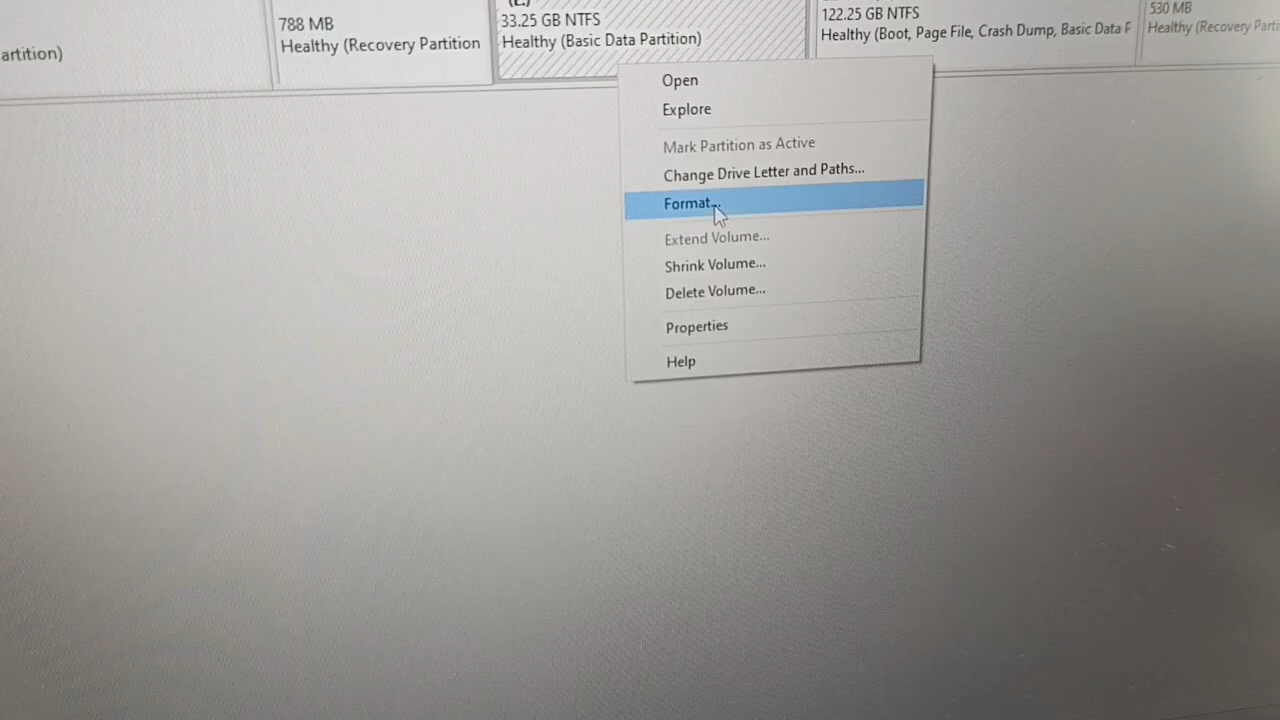 artition)
788 MB
Healthy (Recovery Partition
(E:)
33.25 GB NTFS
Healthy (Basic Data Partition)
122.25 GB NTFS
Healthy (Boot, Page File, Crash Dump, Basic Data P
530 MB
Healthy (Recovery Parti
Open
Explore
Mark Partition as Active
Change Drive Letter and Paths...
Format...
Extend Volume...
Shrink Volume...
Delete Volume...
Properties
Help